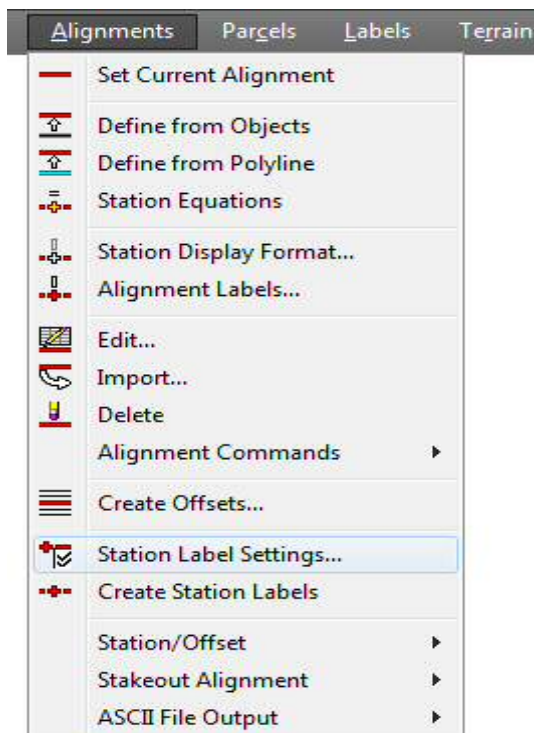 Alignments Parcels Labels Terrain
Set Current Alignment
Define from Objects
Define from Polyline
Station Equations
Station Display Format...
Alignment Labels...
Edit...
Import...
Delete
Alignment Commands
Create Offsets...
Station Label Settings...
Create Station Labels
Station/Offset
Stakeout Alignment
ASCII File Output